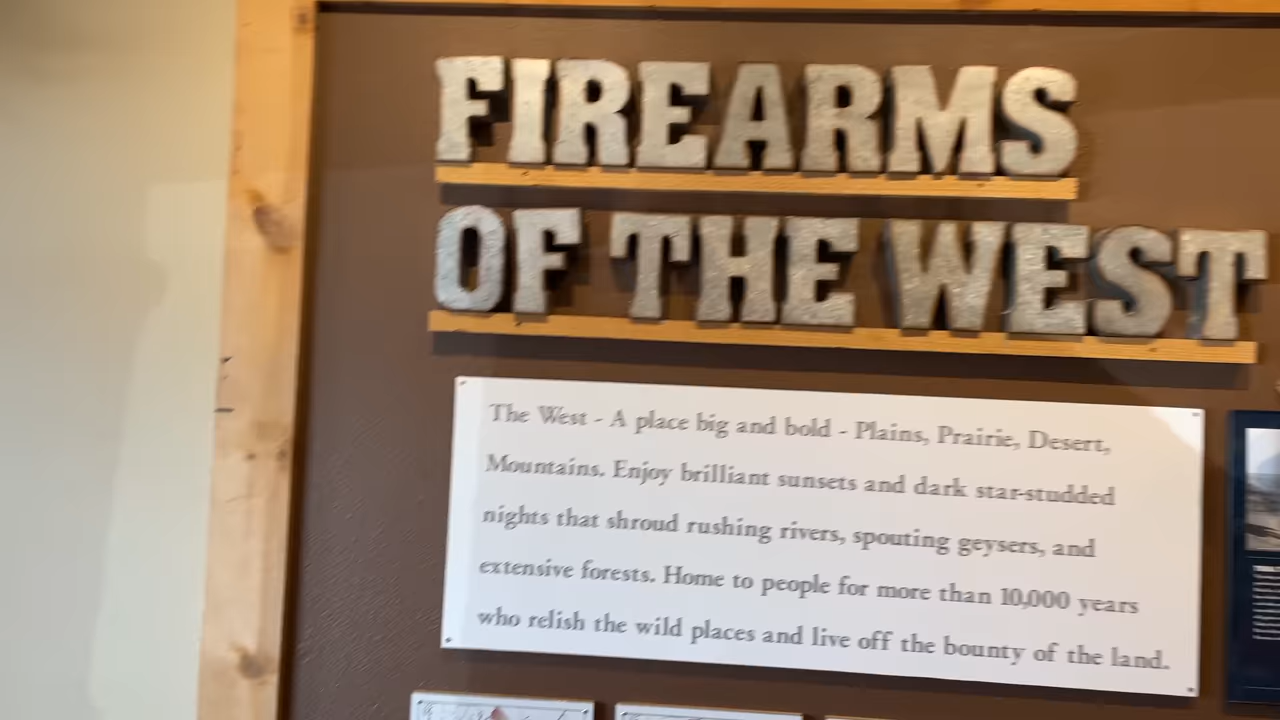 FIREARMS
OF THE WEST
The West - A place big and bold - Plains, Prairie, Desert,
Mountains. Enjoy brilliant sunsets and dark star-studded
nights that shroud rushing rivers, spouting geysers, and
extensive forests. Home to people for more than 10,000 years
who relish the wild places and live off the bounty of the land.